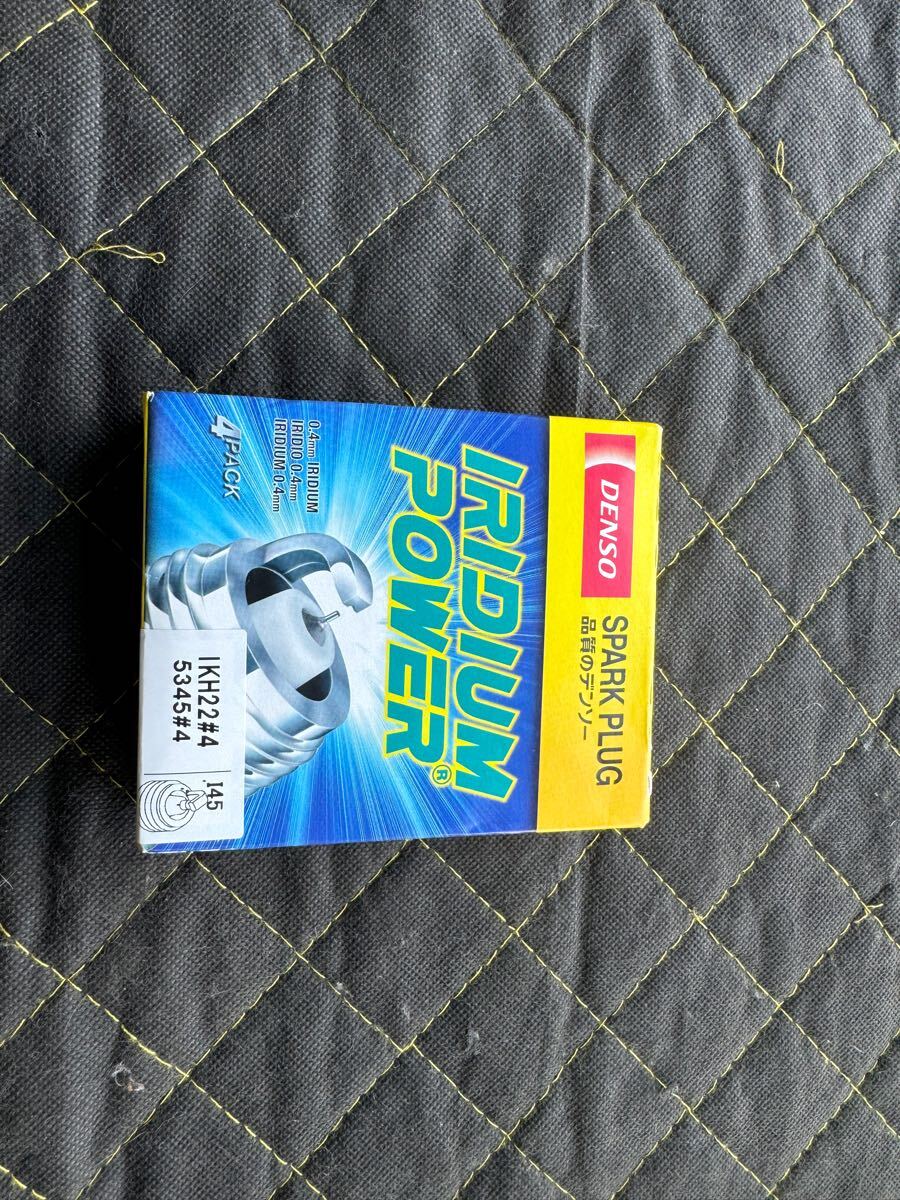 DENSO
SPARK PLUG
品質のデンソー
IRIDIUM
POWER®
0.4mm IRIDIUM
IRIDIO 0.4mm
IRIDIUM 0.4mm
4PACK
IKH22#4
5345#4
145